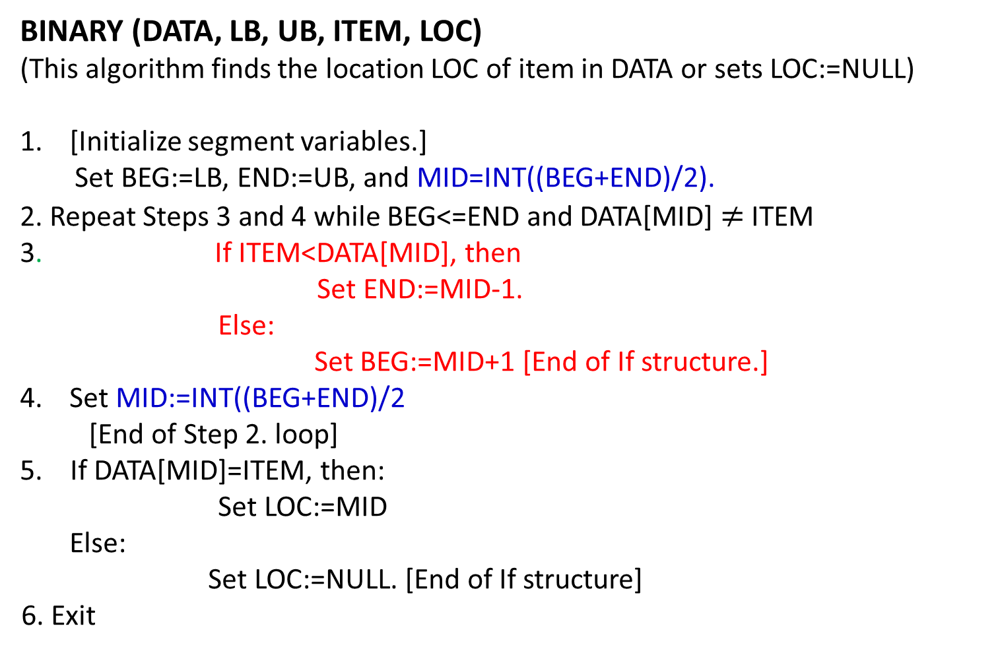 BINARY (DATA, LB, UB, ITEM, LOC)
(This algorithm finds the location LOC of item in DATA or sets LOC:=NULL)
1. [Initialize segment variables.]
Set BEG:=LB, END:=UB, and MID=INT((BEG+END)/2).
2. Repeat Steps 3 and 4 while BEG<=END and DATA[MID] ≠ ITEM
3. If ITEM<DATA[MID], then
Set END:=MID-1.
Else:
Set BEG:=MID+1 [End of If structure.]
4. Set MID:=INT((BEG+END)/2
[End of Step 2. loop]
5. If DATA[MID]=ITEM, then:
Set LOC:=MID
Else:
Set LOC:=NULL. [End of If structure]
6. Exit